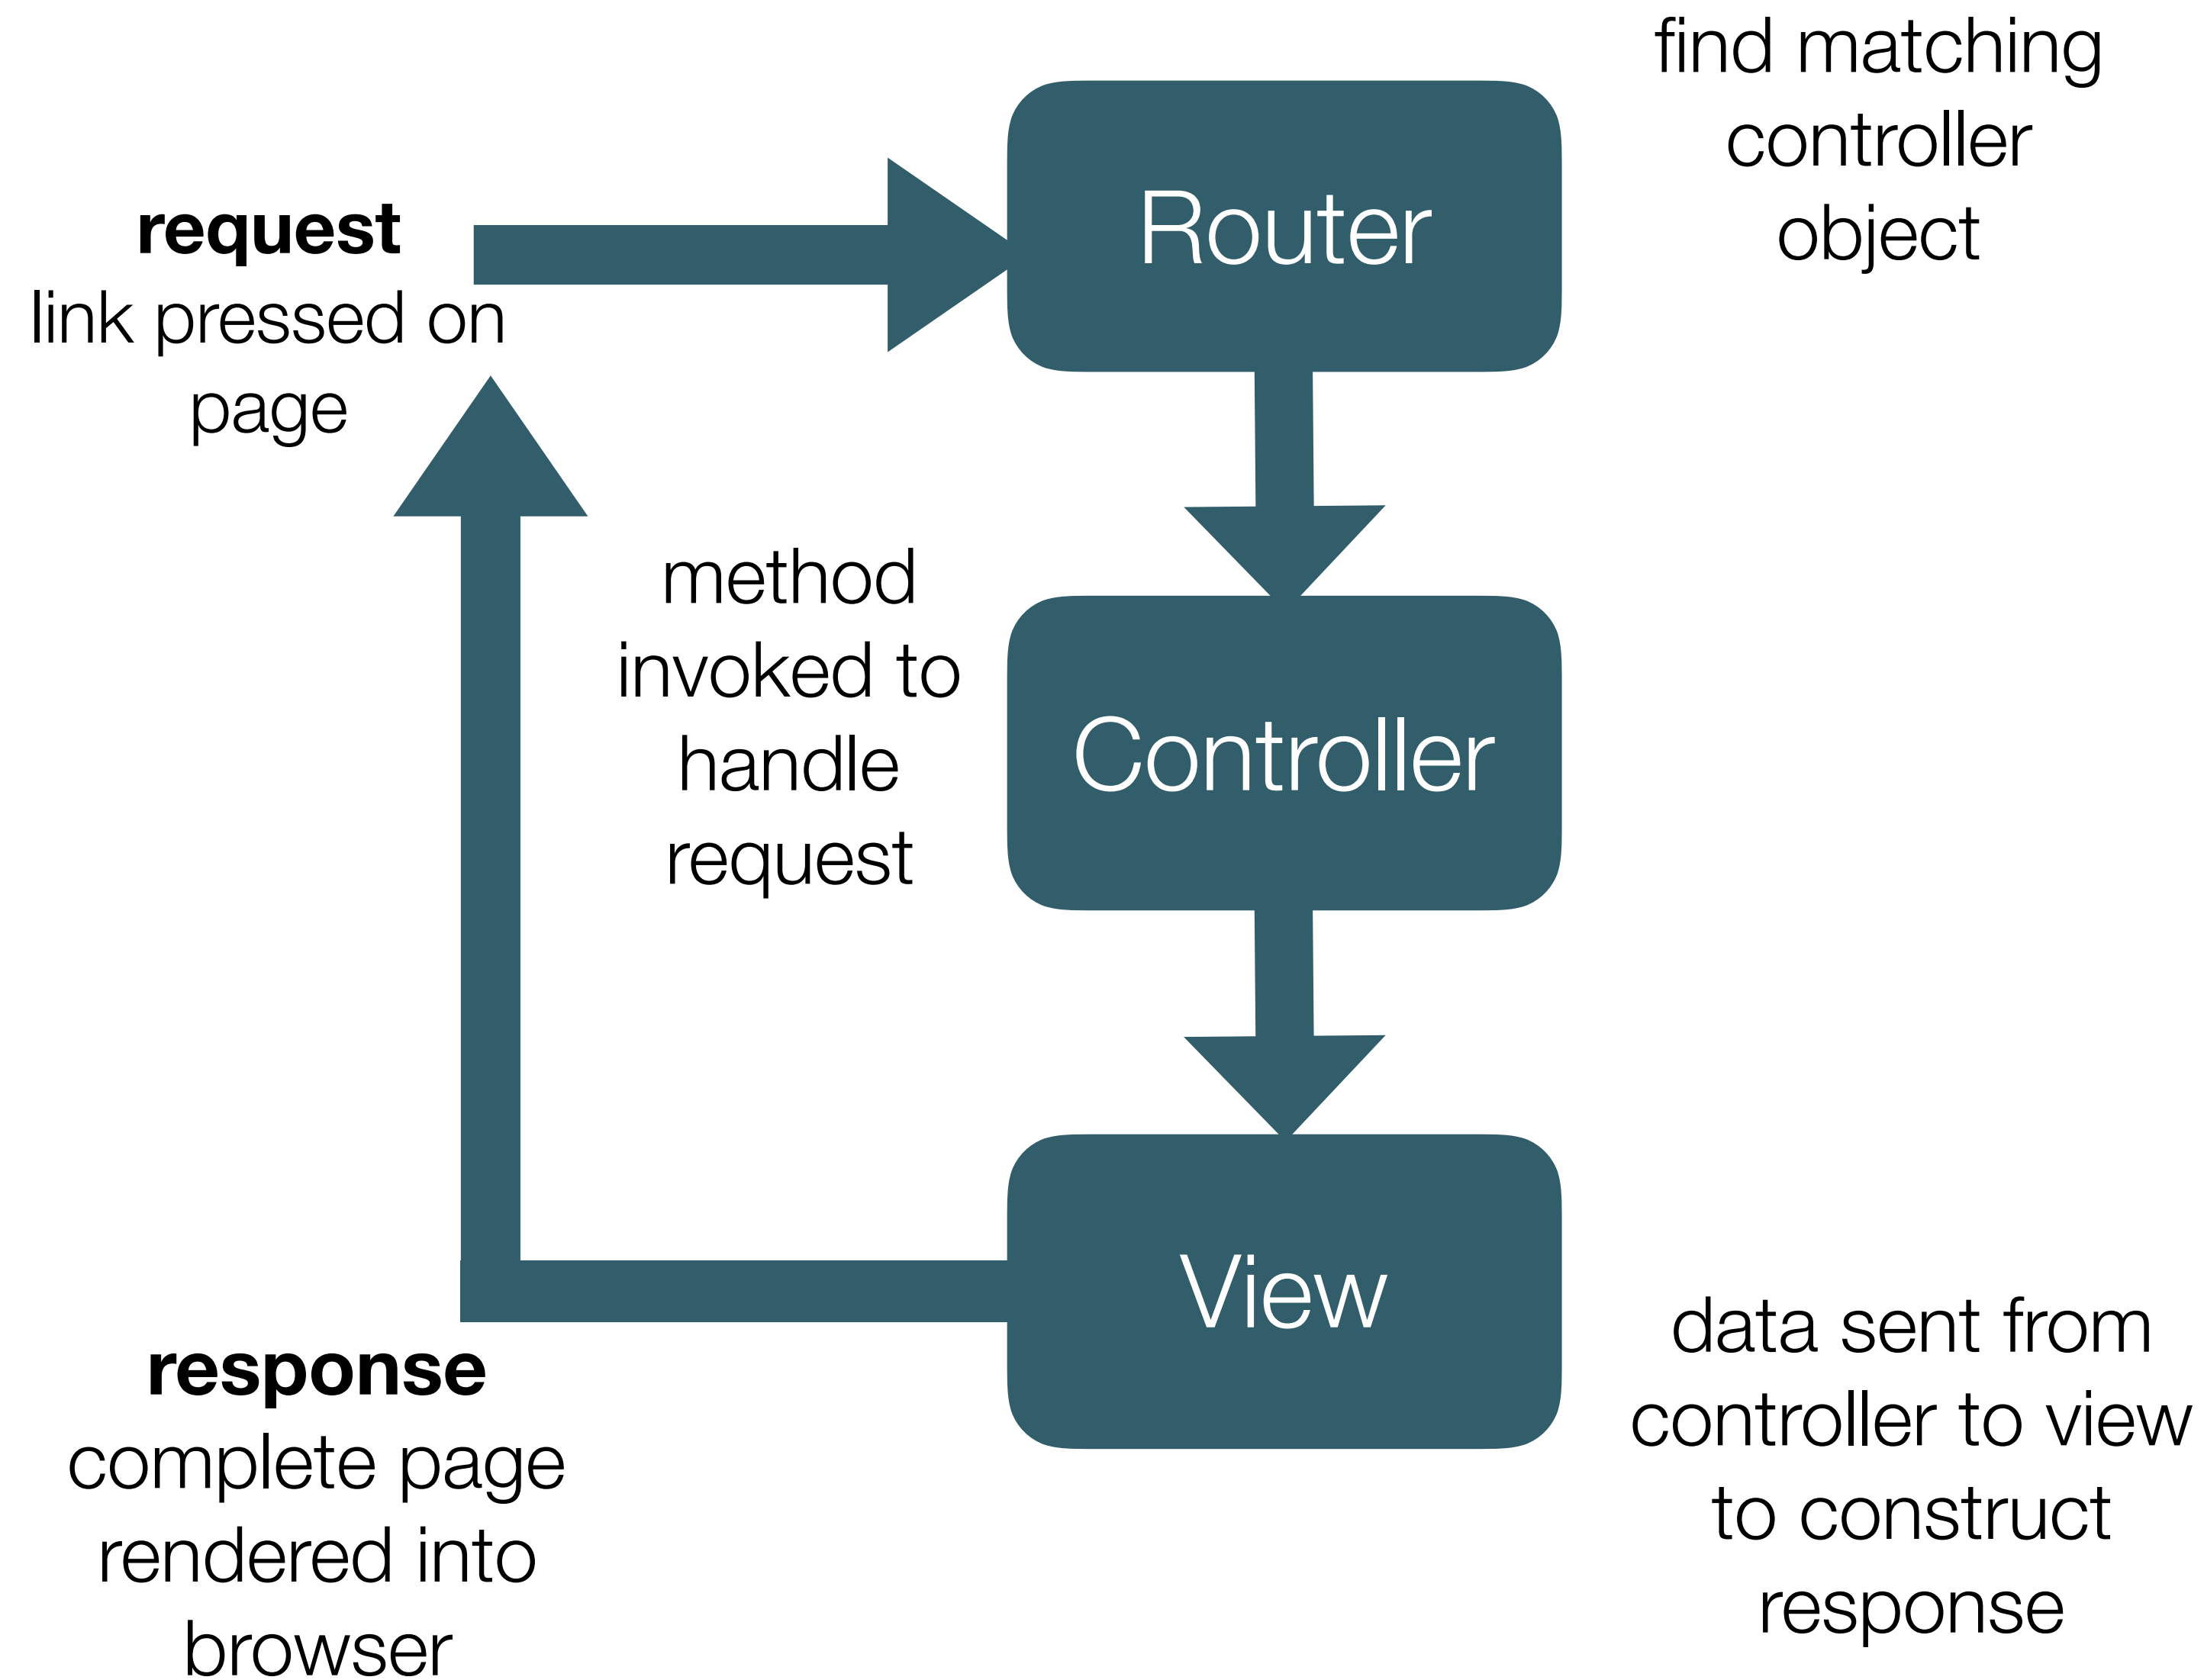 request
link pressed on
page
Router
find matching
controller
object
method
invoked to
handle
request
Controller
View
data sent from
controller to view
to construct
response
response
complete page
rendered into
browser